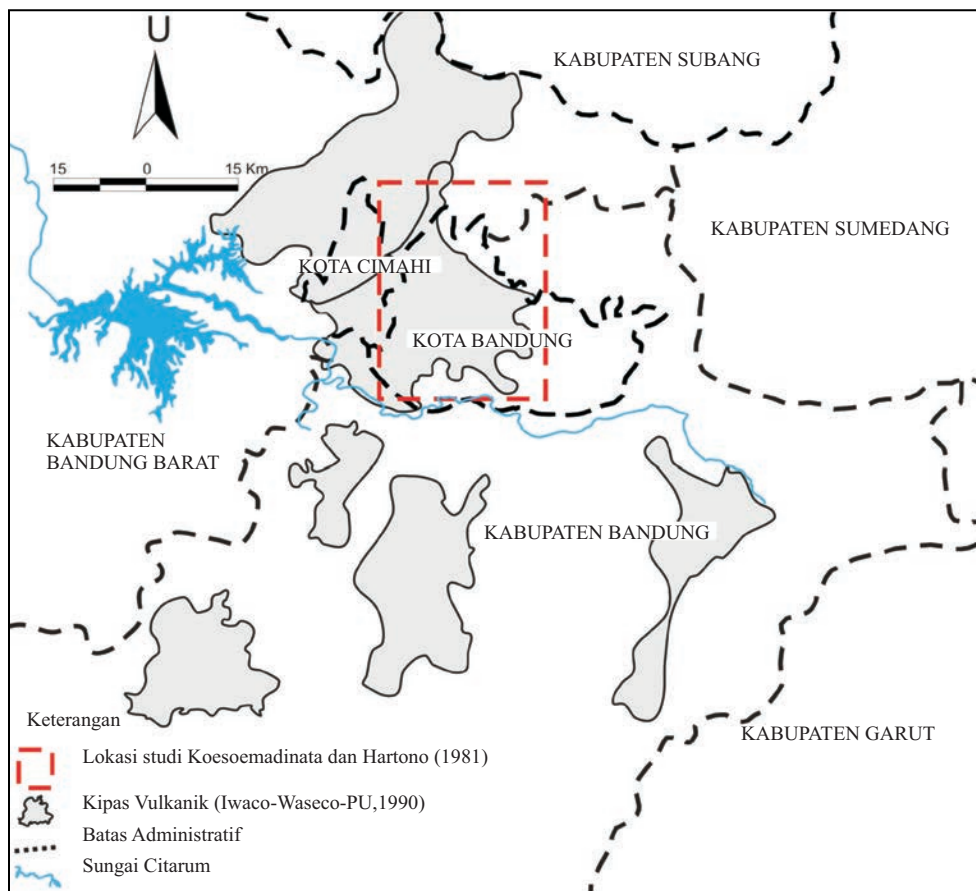 U
15 0 15 Km
KABUPATEN SUBANG
KABUPATEN SUMEDANG
KOTA CIMAHI
KOTA BANDUNG
KABUPATEN
BANDUNG BARAT
KABUPATEN BANDUNG
KABUPATEN GARUT
Keterangan
Lokasi studi Koesoemadinata dan Hartono (1981)
Kipas Vulkanik (Iwaco-Waseco-PU,1990)
Batas Administratif
Sungai Citarum